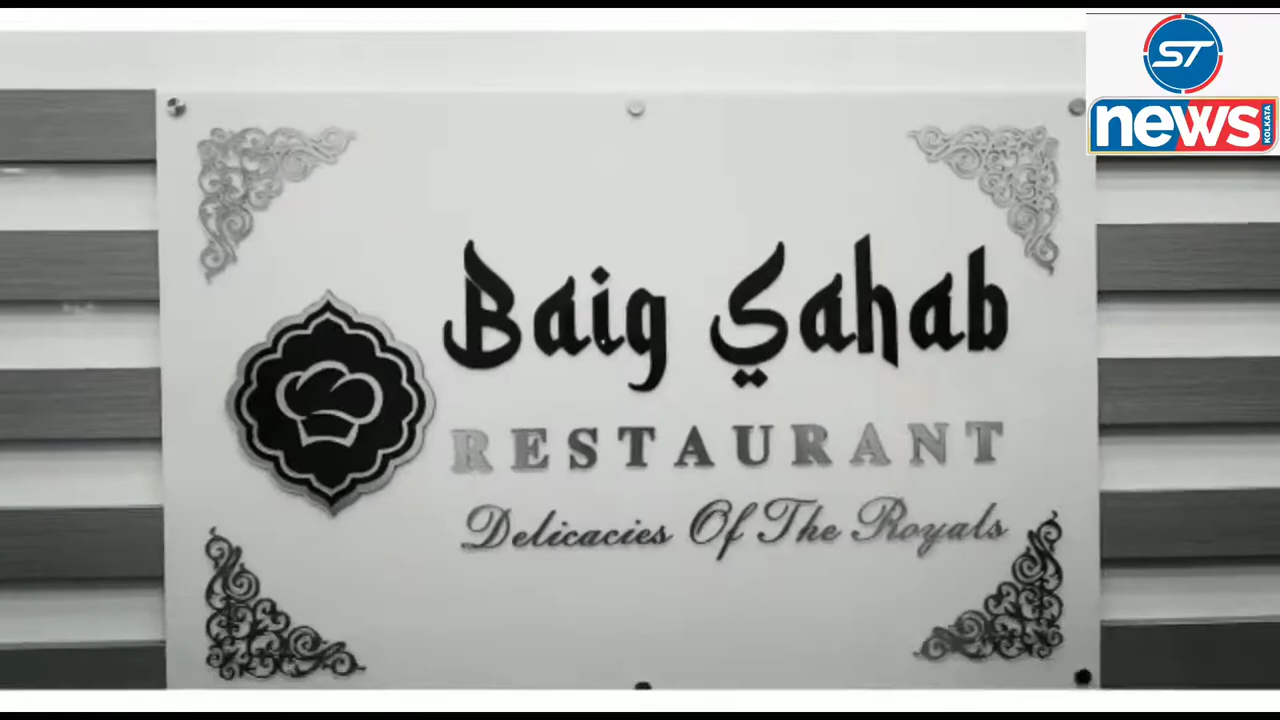 ST
news
KOLKATA
Baig Sahab
RESTAURANT
Delicacies Of The Royals